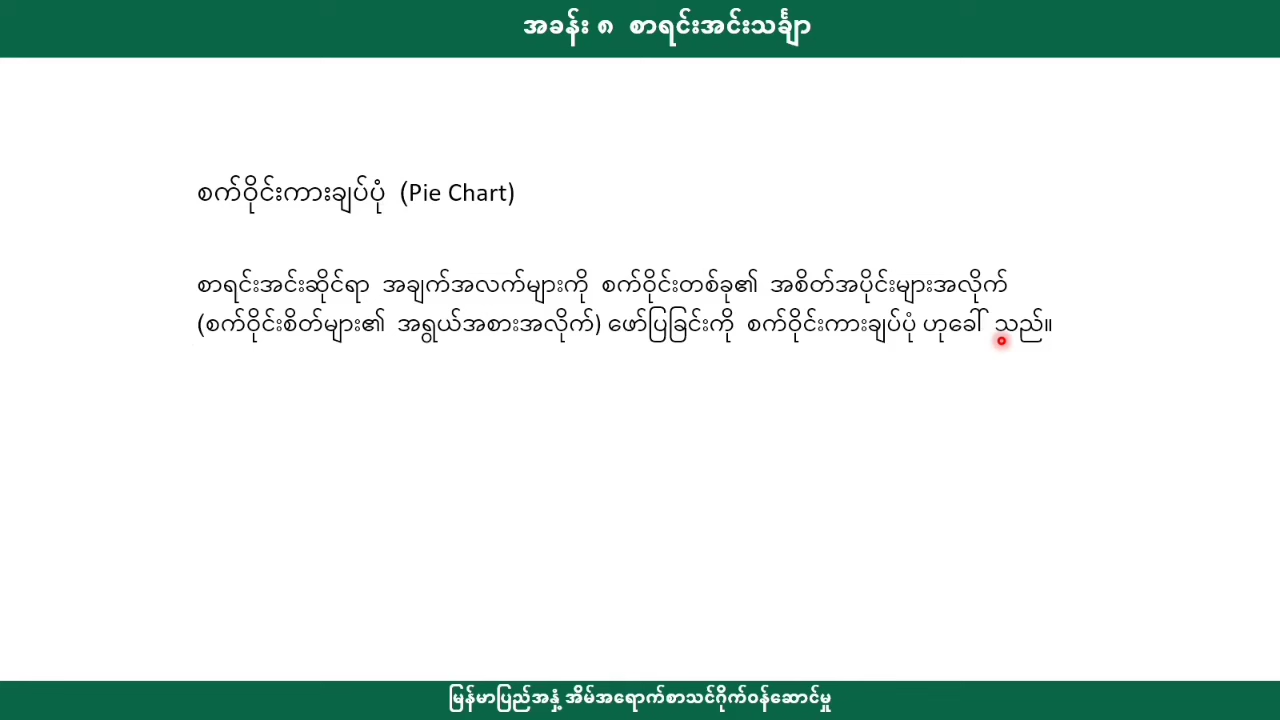 အခန်း ၈ စာရင်းအင်းသင်္ချာ
စက်ဝိုင်းကားချပ်ပုံ (Pie Chart)
စာရင်းအင်းဆိုင်ရာ အချက်အလက်များကို စက်ဝိုင်းတစ်ခု၏ အစိတ်အပိုင်းများအလိုက်
(စက်ဝိုင်းစိတ်များ၏ အရွယ်အစားအလိုက်) ဖော်ပြခြင်းကို စက်ဝိုင်းကားချပ်ပုံ ဟုခေါ် သည်။
မြန်မာပြည်အနှံ့ အိမ်အရောက်စာသင်ဂိုက်ဝန်ဆောင်မှု